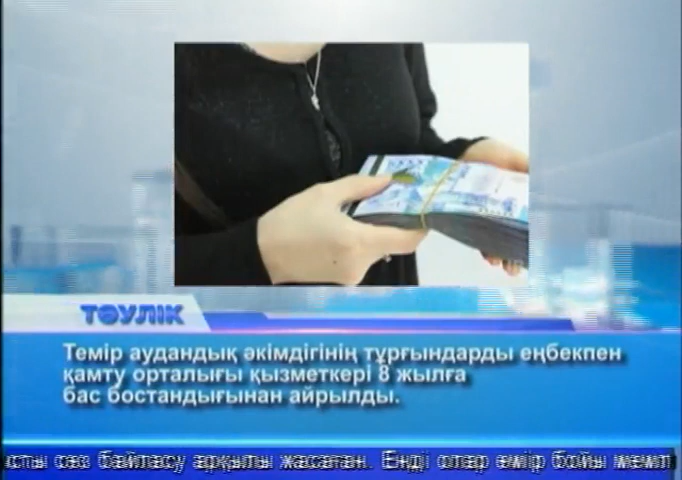 ТӘУЛІК
Темір аудандық әкімдігінің тұрғындарды еңбекпен
қамту орталығы қызметкері 8 жылға
бас бостандығынан айрылды.
сөз байласу арқылы жасаған. Енді олар өмір бойы